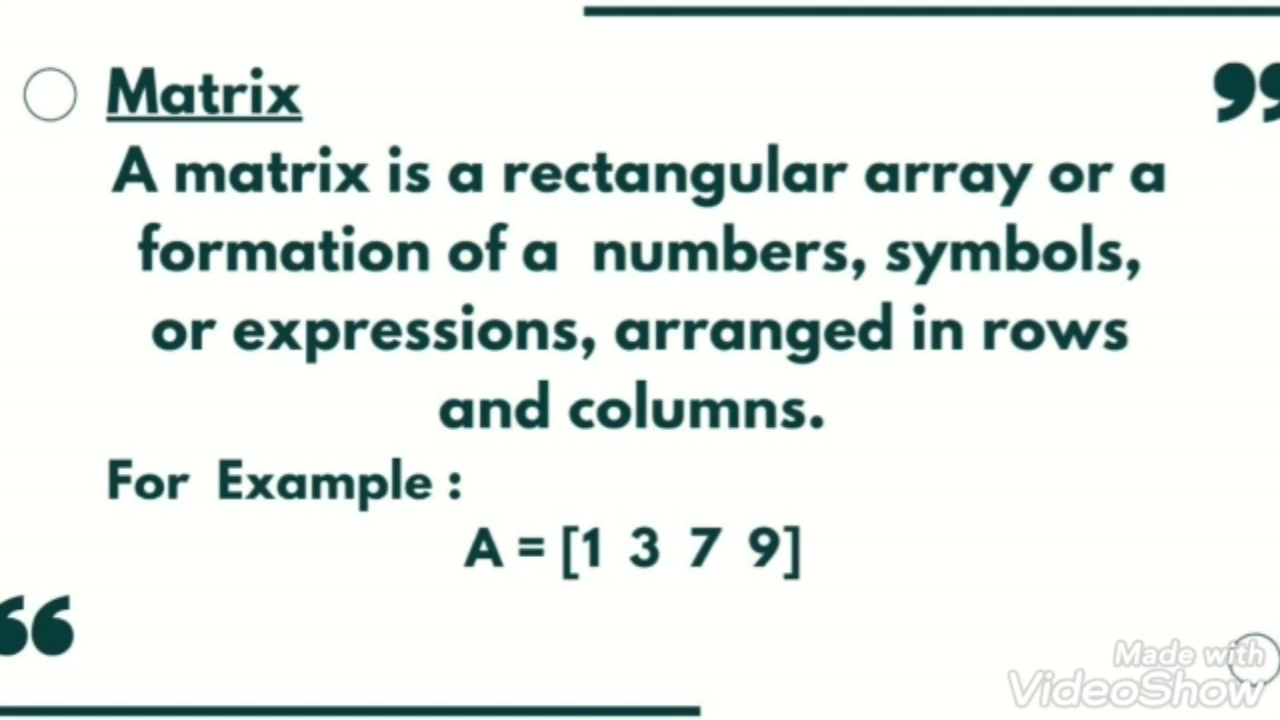 Matrix
A matrix is a rectangular array or a
formation of a numbers, symbols,
or expressions, arranged in rows
and columns.
For Example :
A = [1 3 7 9]
Made with
VideoShow